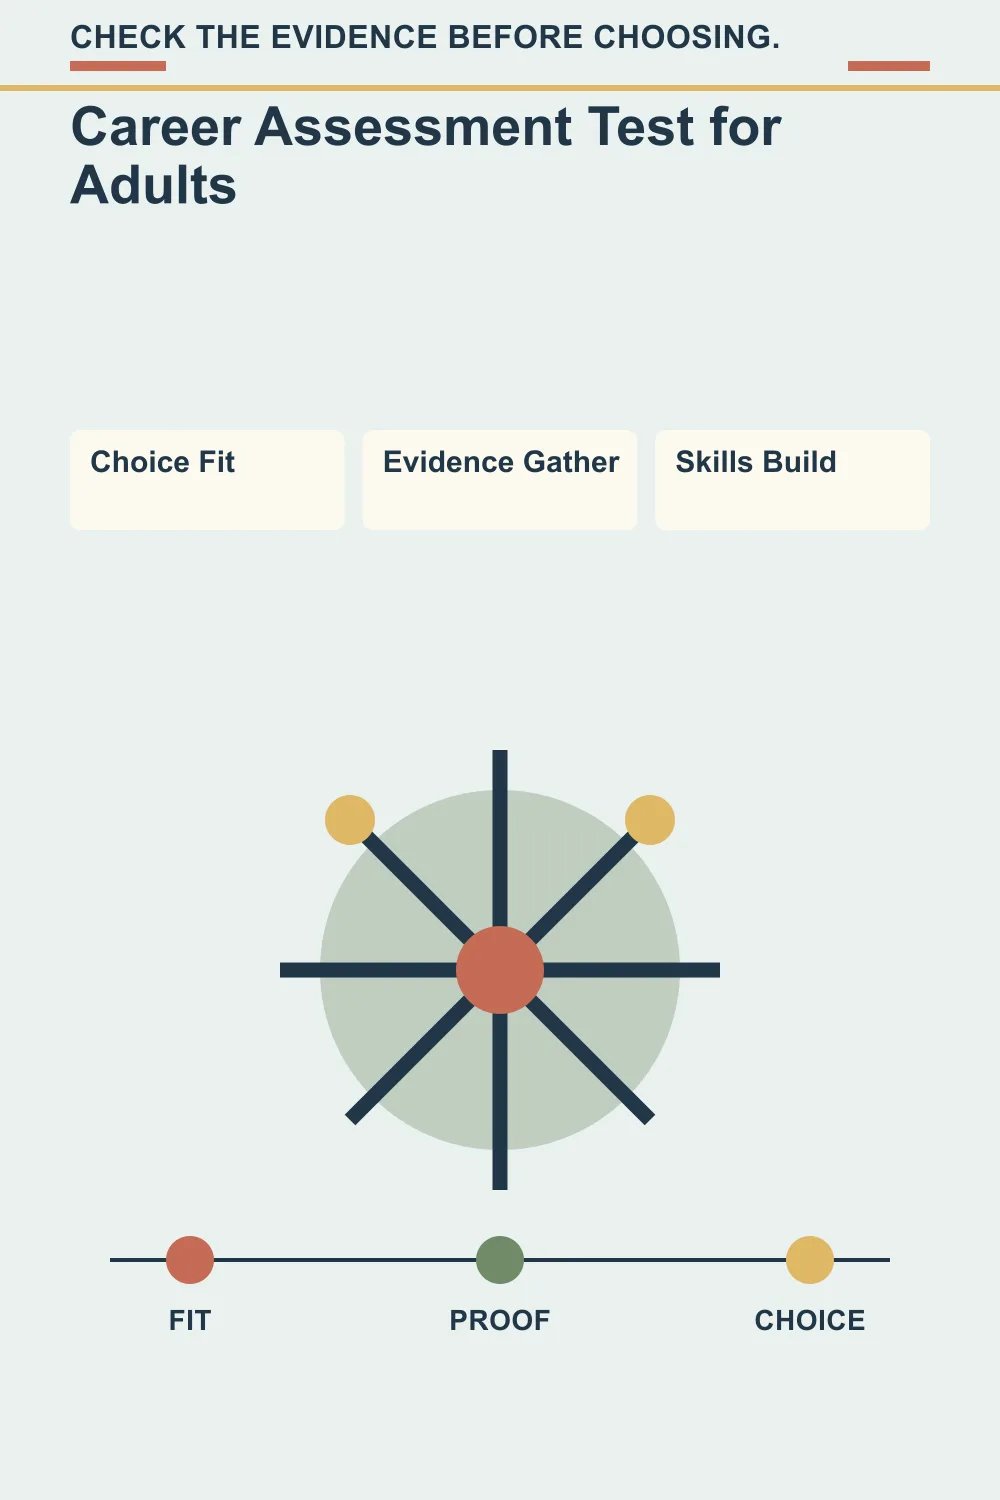 CHECK THE EVIDENCE BEFORE CHOOSING.
Career Assessment Test for
Adults
Choice Fit
Evidence Gather
Skills Build
FIT
PROOF
CHOICE